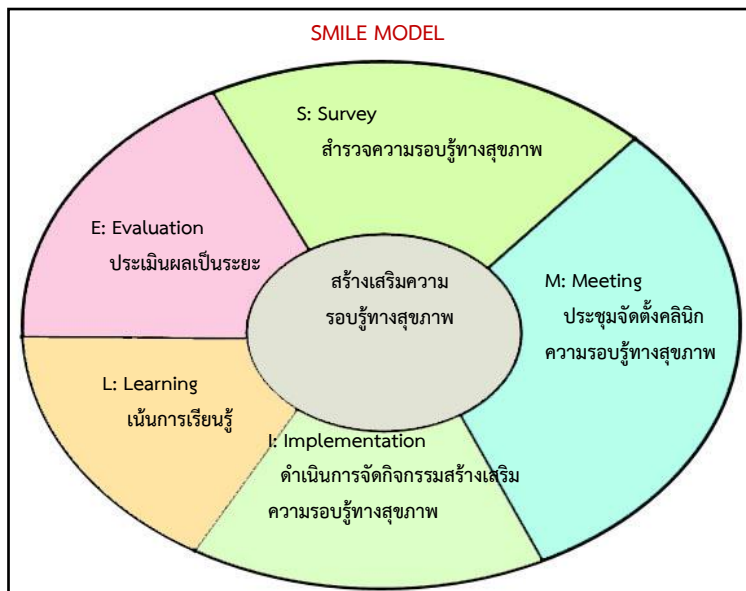 SMILE MODEL
S: Survey
สำรวจความรอบรู้ทางสุขภาพ
M: Meeting
ประชุมจัดตั้งคลินิก
ความรอบรู้ทางสุขภาพ
I: Implementation
ดำเนินการจัดกิจกรรมสร้างเสริม
ความรอบรู้ทางสุขภาพ
L: Learning
เน้นการเรียนรู้
E: Evaluation
ประเมินผลเป็นระยะ
สร้างเสริมความ
รอบรู้ทางสุขภาพ